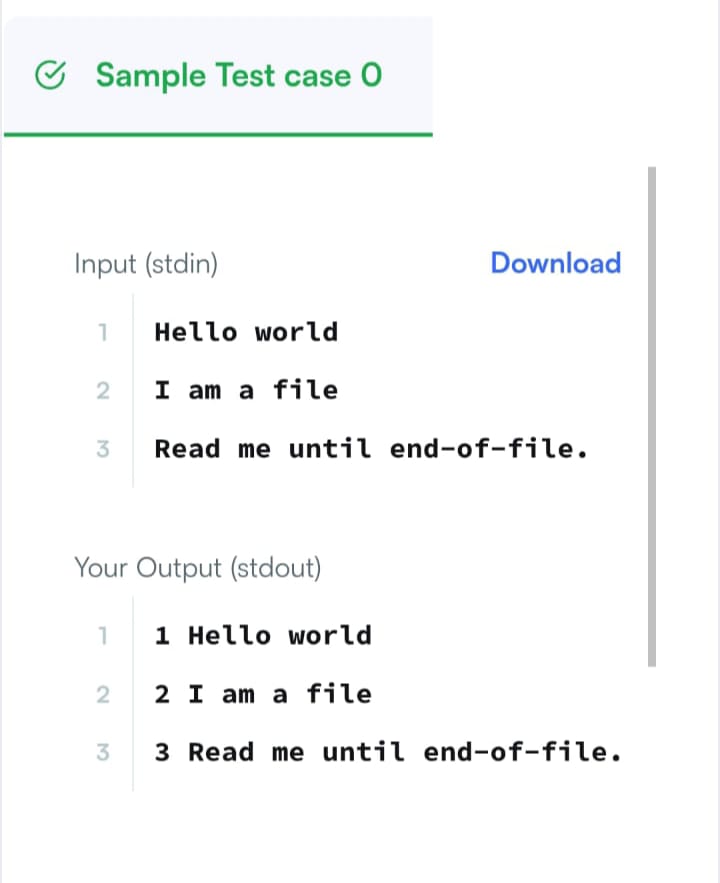 Sample Test case 0
Input (stdin) Download
1 Hello world
2 I am a file
3 Read me until end-of-file.
Your Output (stdout)
1 1 Hello world
2 2 I am a file
3 3 Read me until end-of-file.